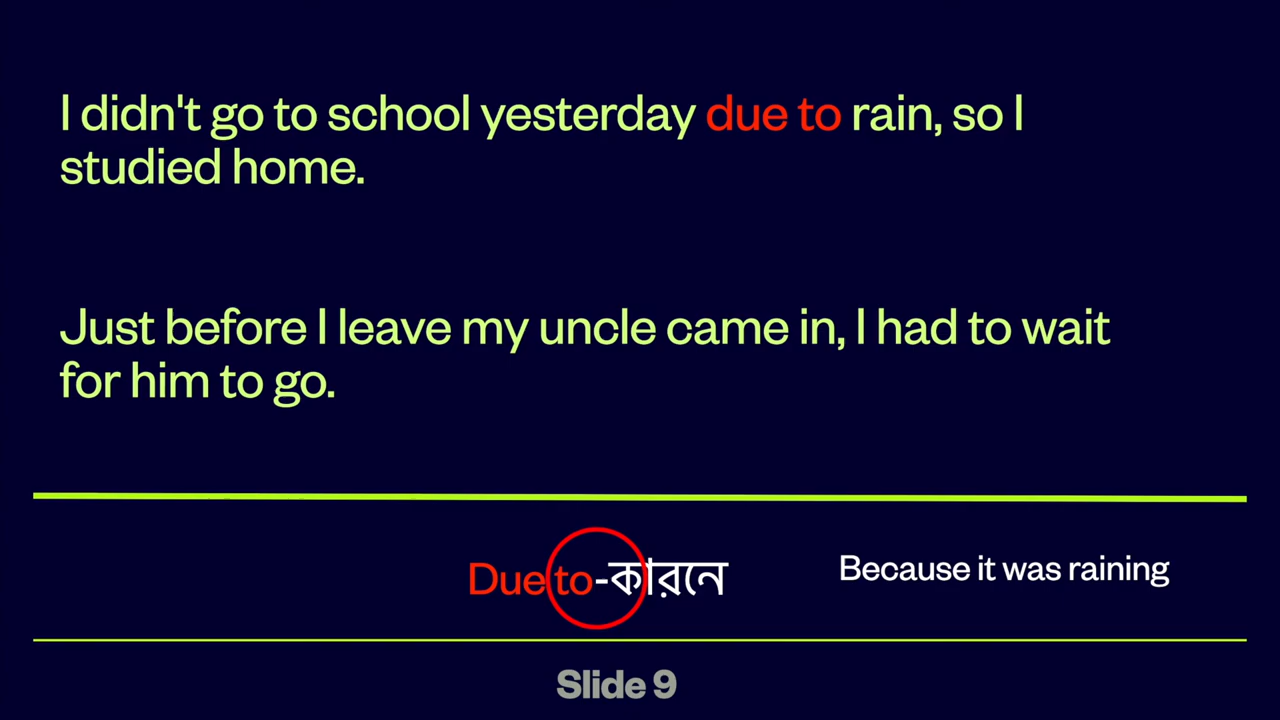 I didn't go to school yesterday due to rain, so I
studied home.
Just before I leave my uncle came in, I had to wait
for him to go.
Due to-কারনে
Because it was raining
Slide 9